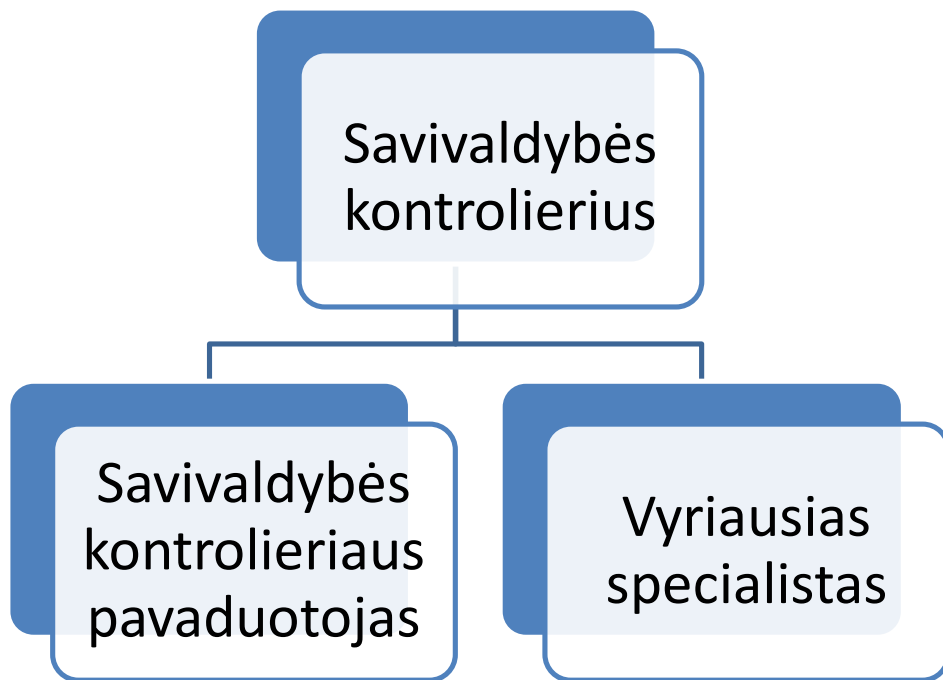 Savivaldybės
kontrolierius
Savivaldybės
kontrolieriaus
pavaduotojas
Vyriausias
specialistas